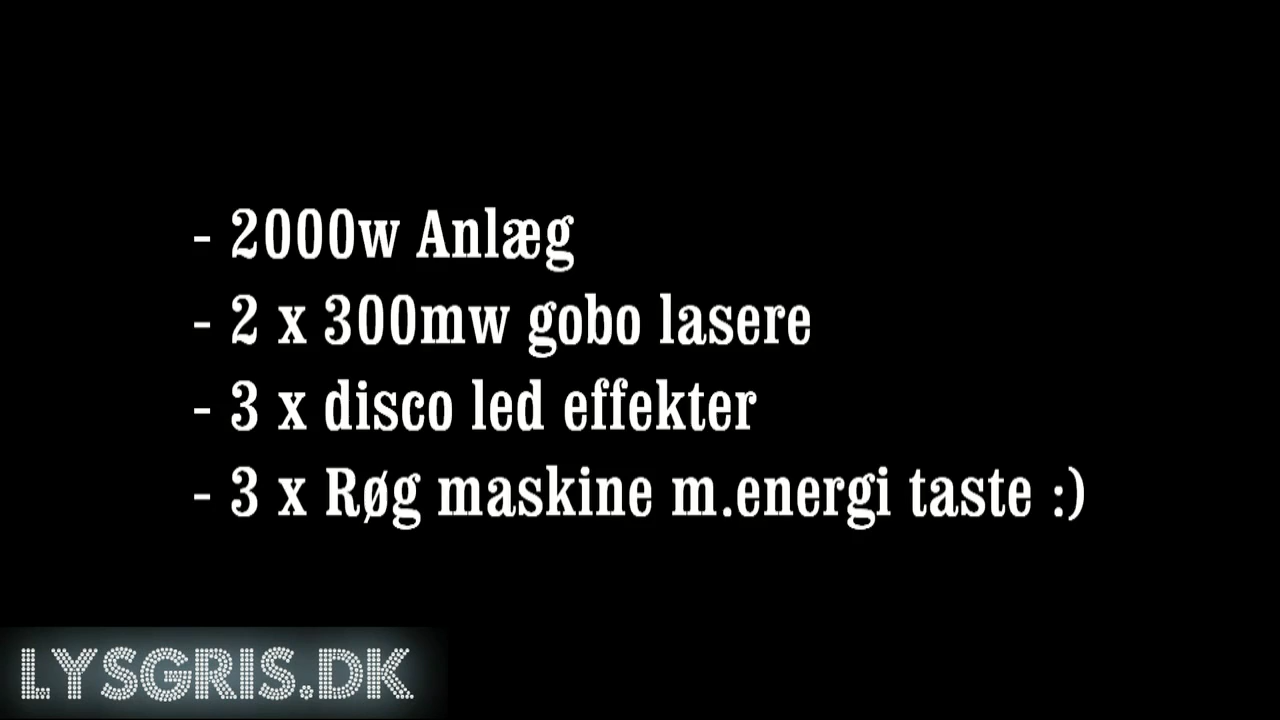 - 2000w Anlæg
- 2 x 300mw gobo lasere
- 3 x disco led effekter
- 3 x Røg maskine m.energi taste :)
LYSGRIS.DK